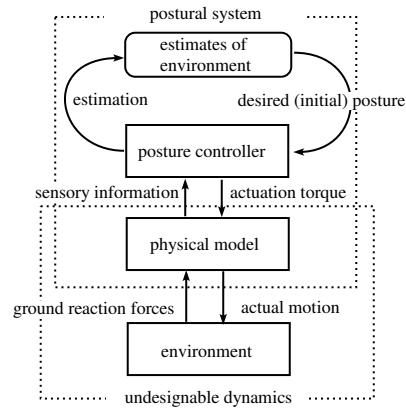 postural system
estimates of
environment
estimation
desired (initial) posture
posture controller
sensory information
actuation torque
physical model
ground reaction forces
actual motion
environment
undesignable dynamics